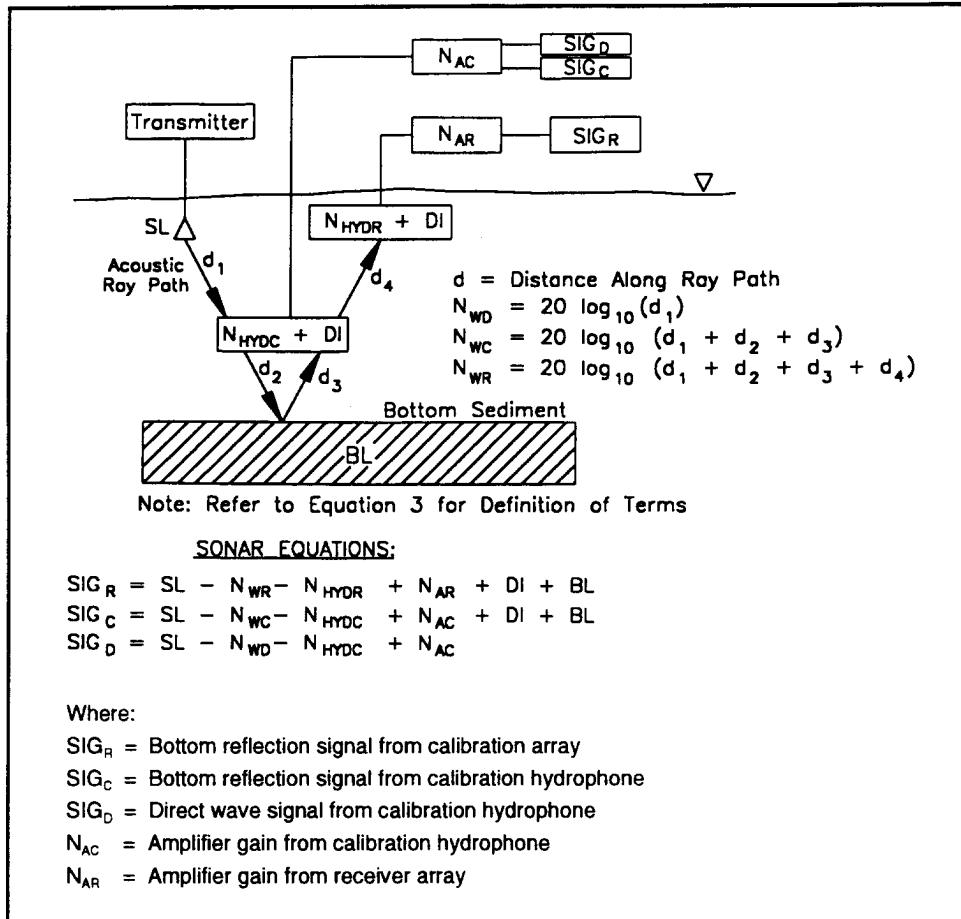 N_AC
SIG_D
SIG_C
Transmitter
N_AR
SIG_R
SL
N_HYDR + DI
d_1
Acoustic
Ray Path
d_4
d = Distance Along Ray Path
N_WD = 20 log_10 (d_1)
N_HYDC + DI
N_WC = 20 log_10 (d_1 + d_2 + d_3)
d_2
d_3
N_WR = 20 log_10 (d_1 + d_2 + d_3 + d_4)
Bottom Sediment
BL
Note: Refer to Equation 3 for Definition of Terms
SONAR EQUATIONS:
SIG_R = SL - N_WR - N_HYDR + N_AR + DI + BL
SIG_C = SL - N_WC - N_HYDC + N_AC + DI + BL
SIG_D = SL - N_WD - N_HYDC + N_AC
Where:
SIG_R = Bottom reflection signal from calibration array
SIG_C = Bottom reflection signal from calibration hydrophone
SIG_D = Direct wave signal from calibration hydrophone
N_AC = Amplifier gain from calibration hydrophone
N_AR = Amplifier gain from receiver array